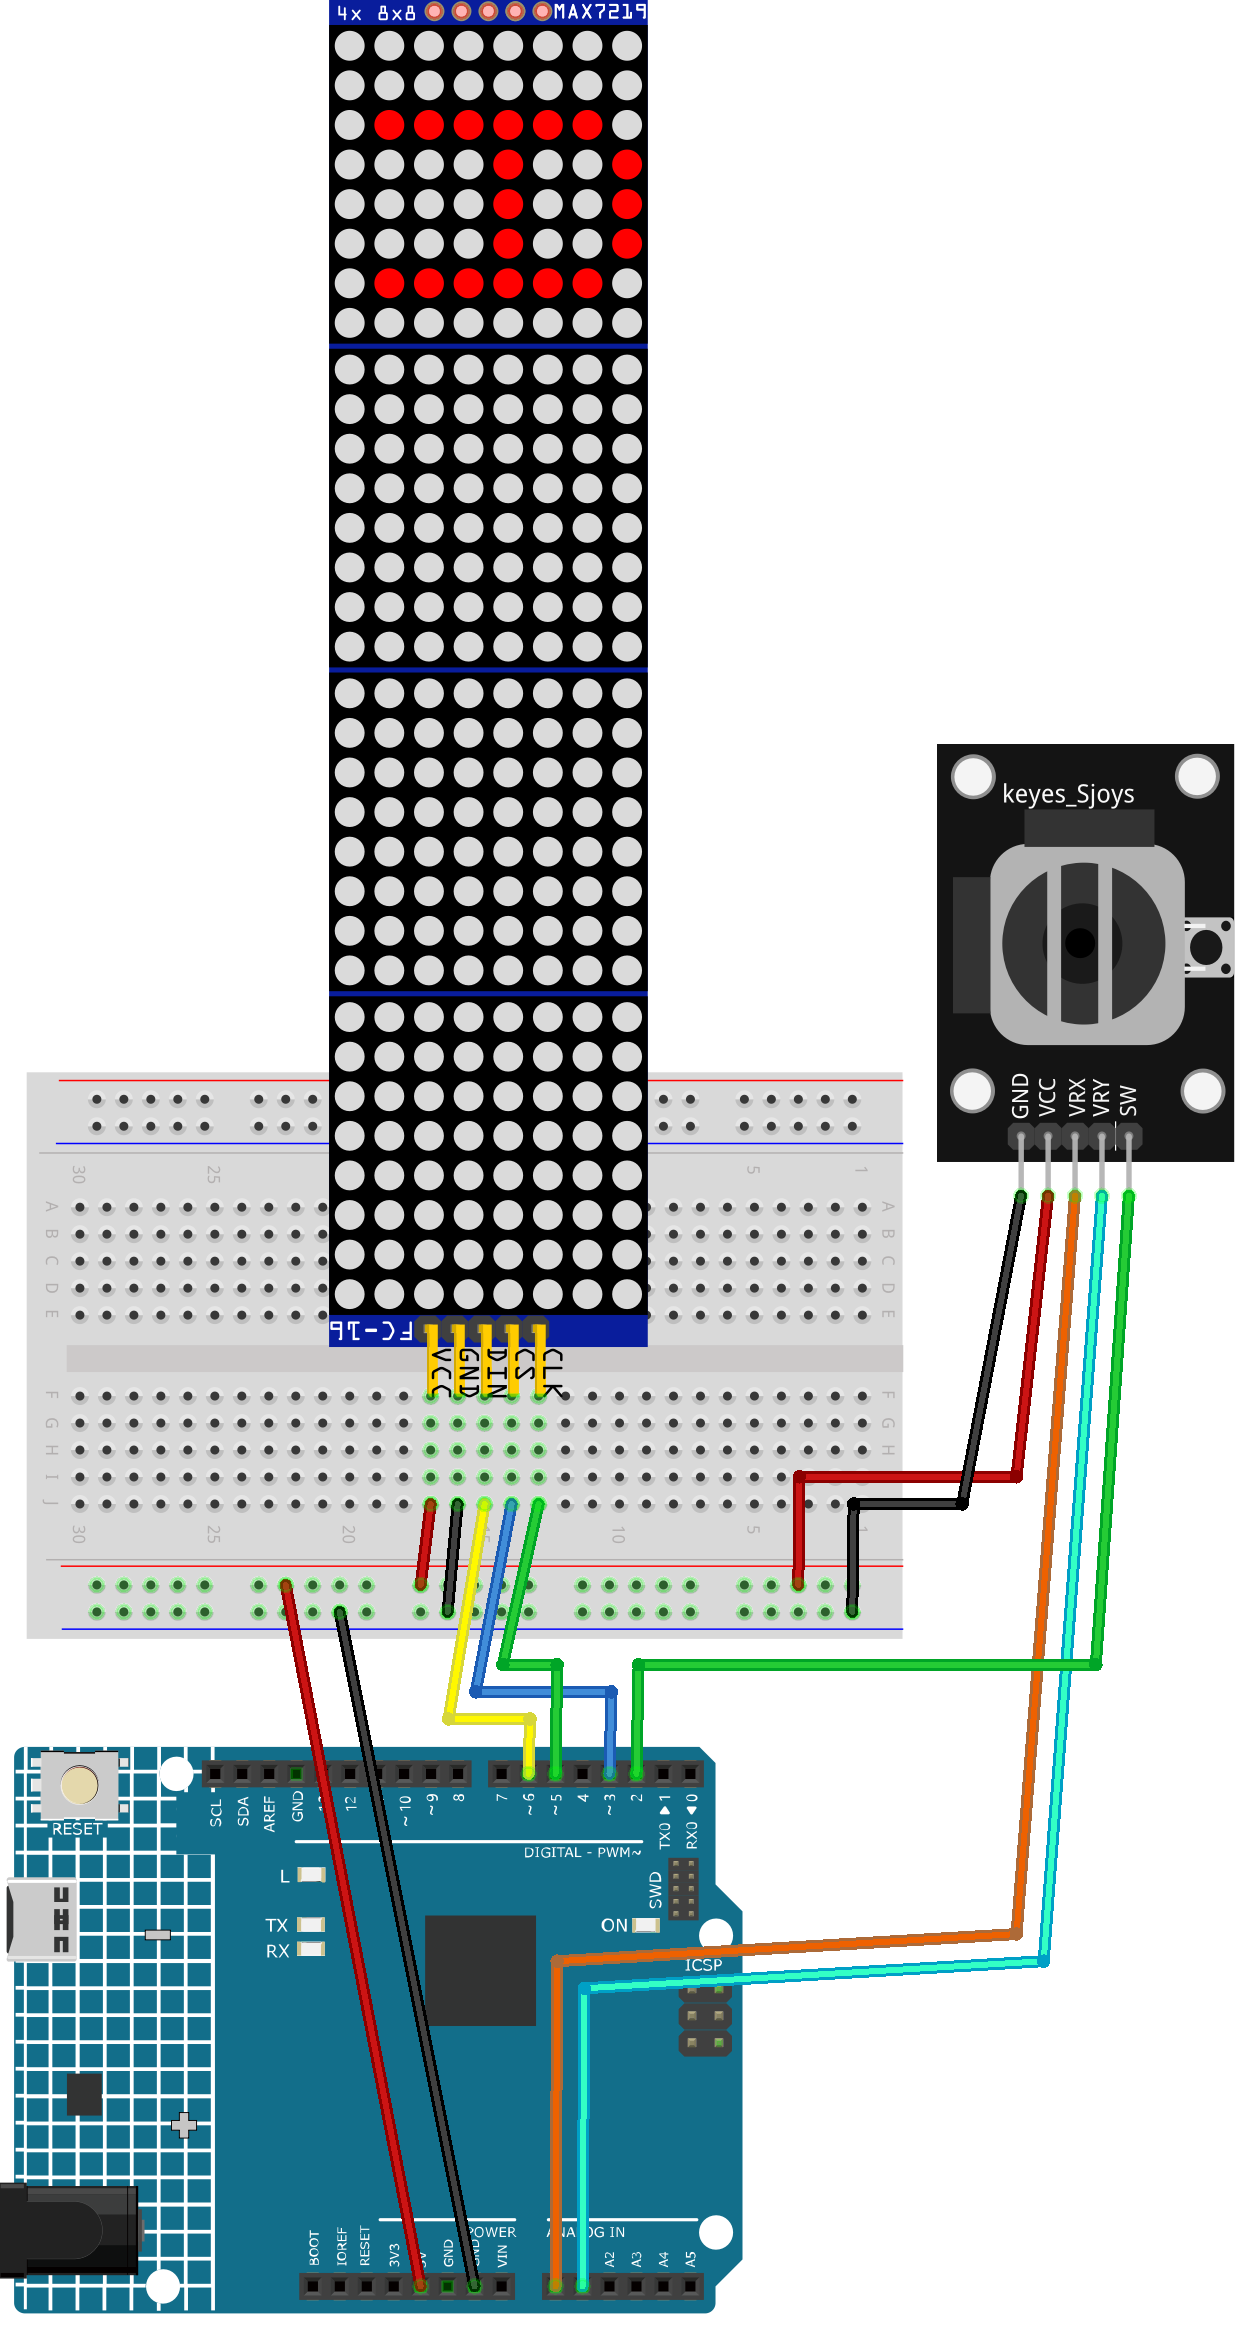 4x 8x8 MAX7219
keyes_Sjoys
GND
VCC
VRX
VRY
SW
30 25 5 1
A A
B B
C C
D D
E E
FC-16
VCC
GND
DIN
CS
CLK
F F
G G
H H
I I
J
30 25 20 15 10 5 1
RESET
SCL
SDA
AREF
GND
12
~10
~9
8
7
~6
~5
4
~3
2
TX0 ▶ 1
RX0 ◀ 0
DIGITAL - PWM~
L
TX
RX
ON
SWD
ICSP
POWER
ANALOG IN
BOOT
IOREF
RESET
3V3
5V
GND
GND
VIN
A2
A3
A4
A5